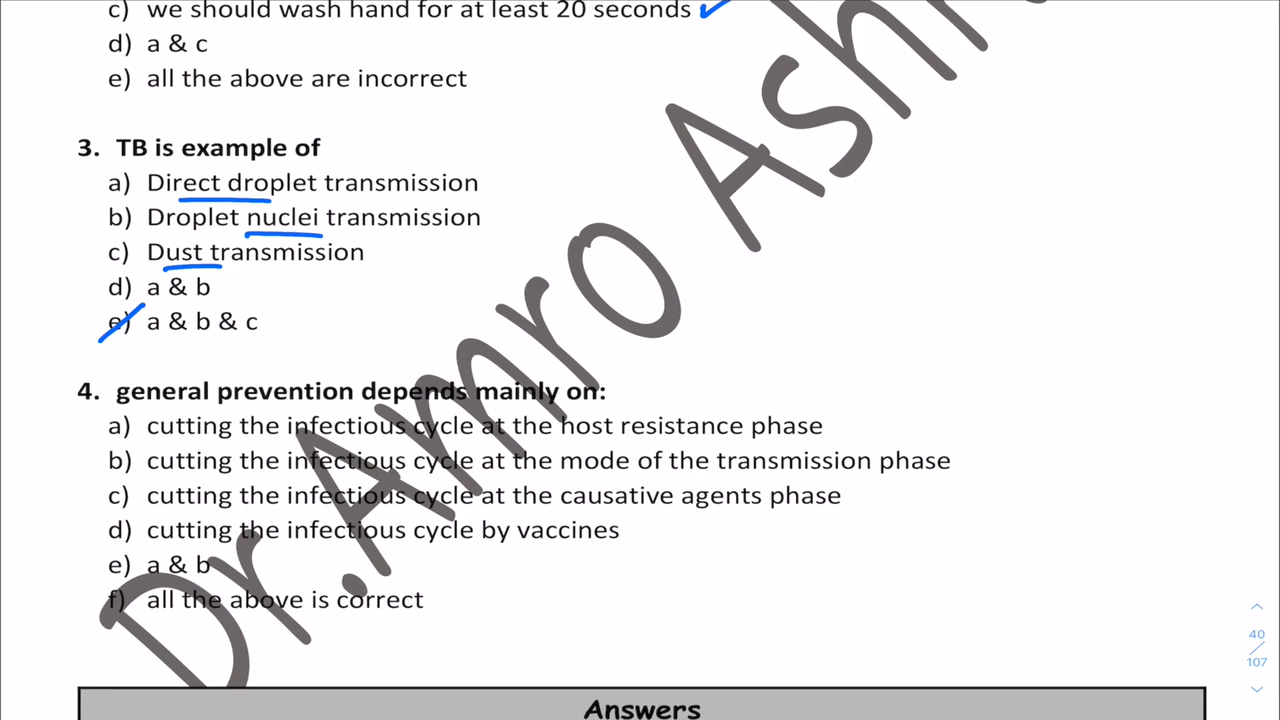 c) we should wash hand for at least 20 seconds
d) a & c
e) all the above are incorrect
3. TB is example of
a) Direct droplet transmission
b) Droplet nuclei transmission
c) Dust transmission
d) a & b
e) a & b & c
4. general prevention depends mainly on:
a) cutting the infectious cycle at the host resistance phase
b) cutting the infectious cycle at the mode of the transmission phase
c) cutting the infectious cycle at the causative agents phase
d) cutting the infectious cycle by vaccines
e) a & b
f) all the above is correct
Answers
Dr.Amro
40
/
107